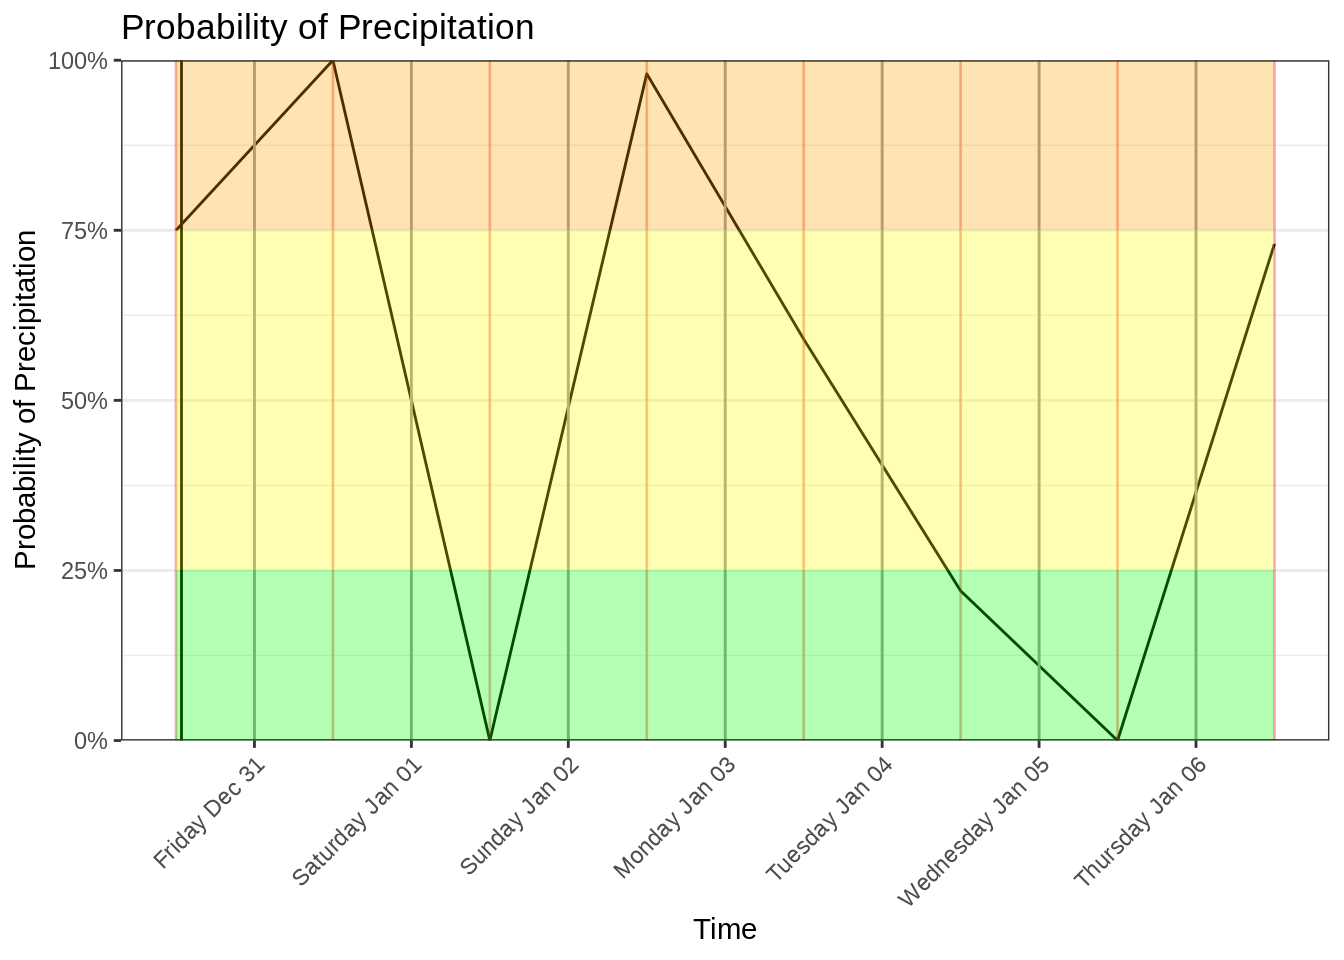 Probability of Precipitation
Probability of Precipitation
100%
75%
50%
25%
0%
Friday Dec 31
Saturday Jan 01
Sunday Jan 02
Monday Jan 03
Tuesday Jan 04
Wednesday Jan 05
Thursday Jan 06
Time